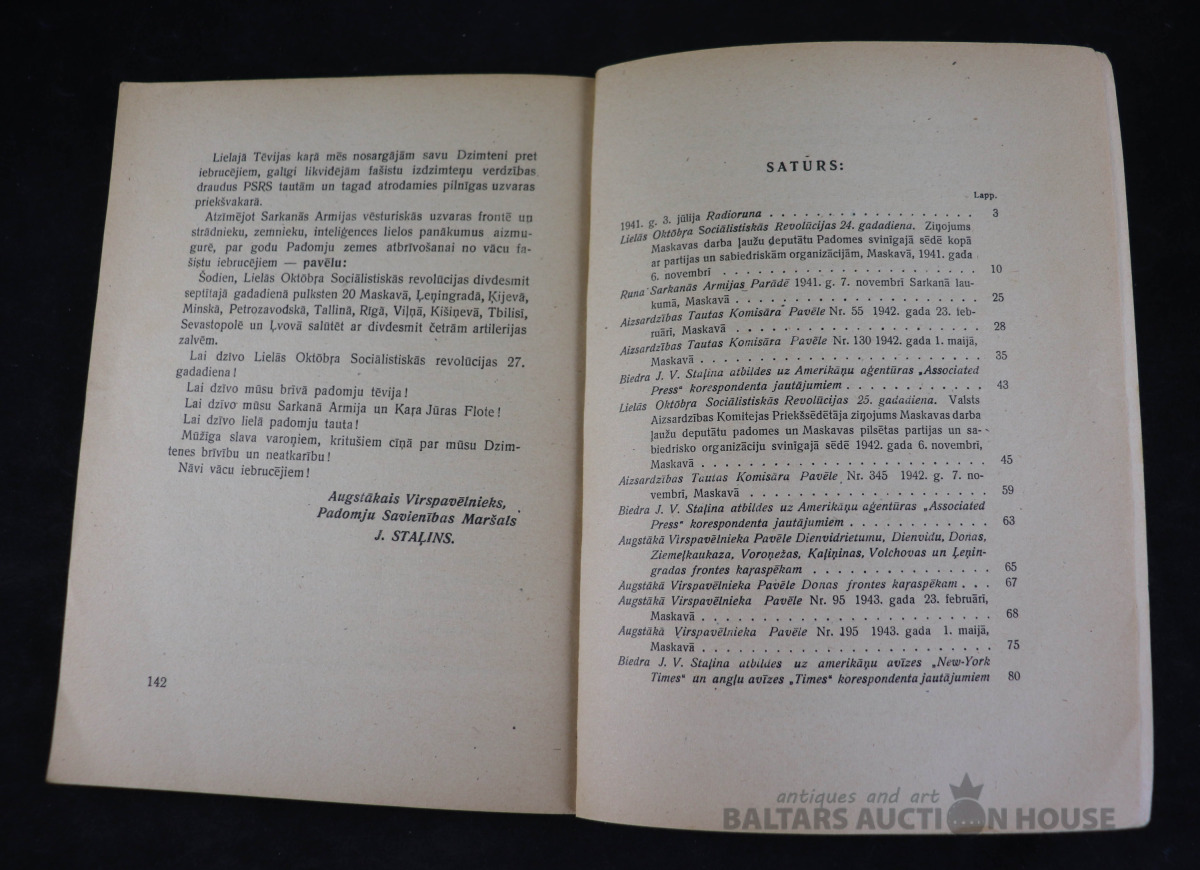 Lielajā Tēvijas kaŗā mēs nosargājām savu Dzimteni pret
iebrucējiem, galīgi likvidējām fašistu izdzimteņu verdzības
draudus PSRS tautām un tagad atrodamies pilnīgas uzvaras
priekšvakarā.
Atzīmējot Sarkanās Armijas vēsturiskās uzvaras frontē un
strādnieku, zemnieku, inteliģences lielos panākumus aizmu-
gurē, par godu Padomju zemes atbrīvošanai no vācu fa-
šistu iebrucējiem — pavēlu:
Šodien, Lielās Oktōbŗa Sociālistiskās revolūcijas divdesmit
septītajā gadadienā pulksten 20 Maskavā, Ļeņingradā, Ķijevā,
Minskā, Petrozavodskā, Tallinā, Rīgā, Viļņā, Kišiņevā, Tbilisī,
Sevastopolē un Ļvovā salūtēt ar divdesmit četrām artilerijas
zalvēm.
Lai dzīvo Lielās Oktōbŗa Sociālistiskās revolūcijas 27.
gadadiena!
Lai dzīvo mūsu brīvā padomju tēvija!
Lai dzīvo mūsu Sarkanā Armija un Kaŗa Jūras Flote!
Lai dzīvo lielā padomju tauta!
Mūžīga slava varoņiem, kritušiem cīņā par mūsu Dzim-
tenes brīvību un neatkarību!
Nāvi vācu iebrucējiem!
Augstākais Virspavēlnieks,
Padomju Savienības Maršals
J. STAĻINS.
142
SATŪRS:
Lapp.
1941. g. 3. jūlija Radioruna . . . . . . . . . . . . . . . . . . 3
Lielās Oktōbŗa Sociālistiskās Revolūcijas 24. gadadiena. Ziņojums
Maskavas darba ļaužu deputātu Padomes svinīgajā sēdē kopā
ar partijas un sabiedriskām organizācijām, Maskavā, 1941. gada
6. novembrī . . . . . . . . . . . . . . . . . . . . . . 10
Runa Sarkanās Armijas Parādē 1941. g. 7. novembrī Sarkanā lau-
kumā, Maskavā . . . . . . . . . . . . . . . . . . . . 25
Aizsardzības Tautas Komisāra Pavēle Nr. 55 1942. gada 23. feb-
ruārī, Maskavā . . . . . . . . . . . . . . . . . . . . 28
Aizsardzības Tautas Komisāra Pavēle Nr. 130 1942. gada 1. maijā,
Maskavā . . . . . . . . . . . . . . . . . . . . . . . 35
Biedra J. V. Staļina atbildes uz Amerikāņu aģentūras „Associated
Press“ korespondenta jautājumiem . . . . . . . . . . . . 43
Lielās Oktōbŗa Sociālistiskās Revolūcijas 25. gadadiena. Valsts
Aizsardzības Komitejas Priekšsēdētāja ziņojums Maskavas darba
ļaužu deputātu padomes un Maskavas pilsētas partijas un sa-
biedrisko organizāciju svinīgajā sēdē 1942. gada 6. novembrī,
Maskavā . . . . . . . . . . . . . . . . . . . . . . . 45
Aizsardzības Tautas Komisāra Pavēle Nr. 345 1942. g. 7. no-
vembrī, Maskavā . . . . . . . . . . . . . . . . . . . 59
Biedra J. V. Staļina atbildes uz Amerikāņu aģentūras „Associated
Press“ korespondenta jautājumiem . . . . . . . . . . . . 63
Augstākā Virspavēlnieka Pavēle Dienvidrietumu, Dienvidu, Donas,
Ziemeļkaukaza, Voroņežas, Kaļiņinas, Volchovas un Ļeņin-
gradas frontes kaŗaspēkam . . . . . . . . . . . . . . . 65
Augstākā Virspavēlnieka Pavēle Donas frontes kaŗaspēkam . . . 67
Augstākā Virspavēlnieka Pavēle Nr. 95 1943. gada 23. februārī,
Maskavā . . . . . . . . . . . . . . . . . . . . . . . 68
Augstākā Virspavēlnieka Pavēle Nr. 195 1943. gada 1. maijā,
Maskavā . . . . . . . . . . . . . . . . . . . . . . . 75
Biedra J. V. Staļina atbildes uz amerikāņu avīzes „New-York
Times“ un angļu avīzes „Times“ korespondenta jautājumiem 80
antiques and art
BALTARS AUCTION HOUSE